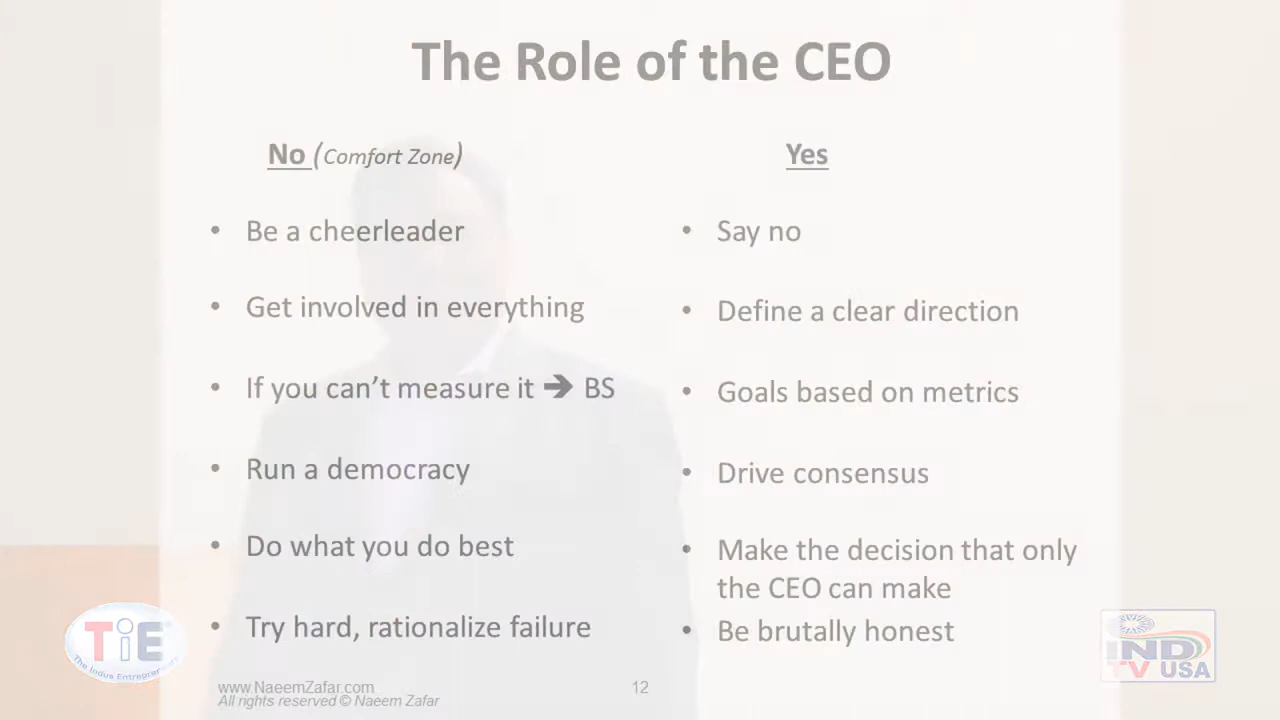 The Role of the CEO
No (Comfort Zone)
• Be a cheerleader
• Get involved in everything
• If you can’t measure it ➔ BS
• Run a democracy
• Do what you do best
• Try hard, rationalize failure
Yes
• Say no
• Define a clear direction
• Goals based on metrics
• Drive consensus
• Make the decision that only
the CEO can make
• Be brutally honest
www.NaeemZafar.com
All rights reserved © Naeem Zafar
12
TiE
The Indus Entrepreneurs
iND
TV USA